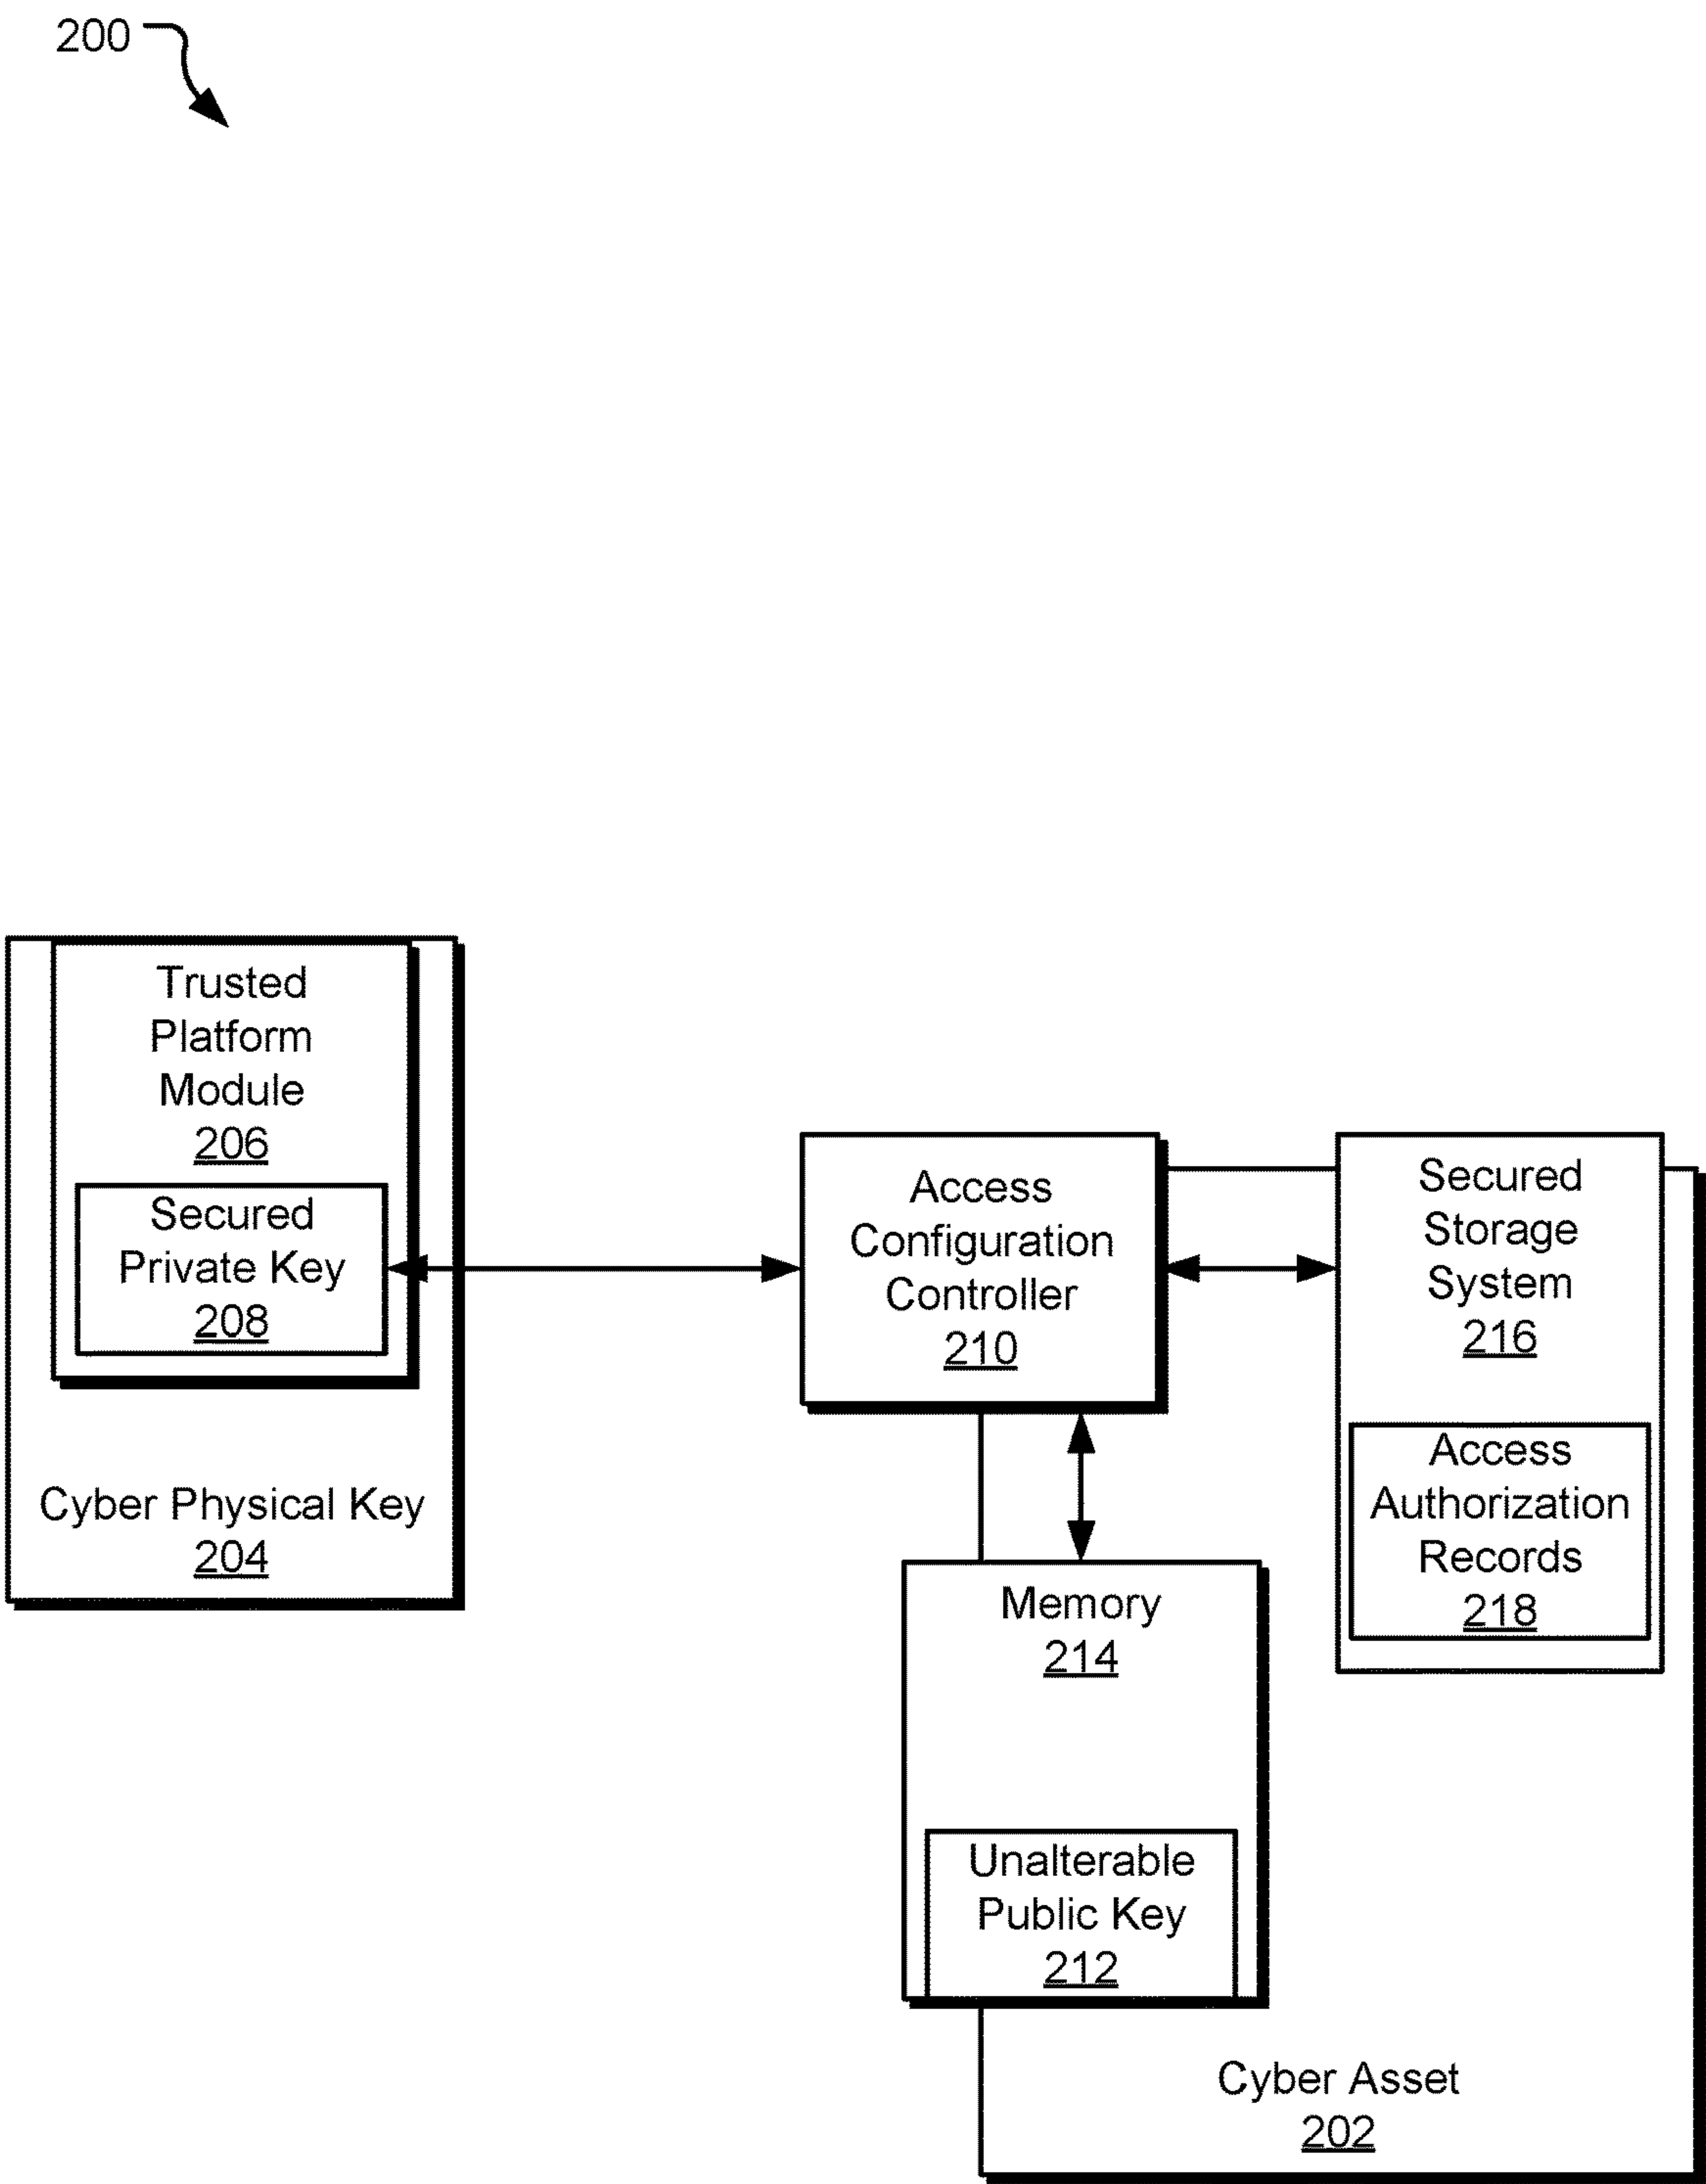 200
Trusted
Platform
Module
206
Secured
Private Key
208
Cyber Physical Key
204
Access
Configuration
Controller
210
Secured
Storage
System
216
Access
Authorization
Records
218
Memory
214
Unalterable
Public Key
212
Cyber Asset
202